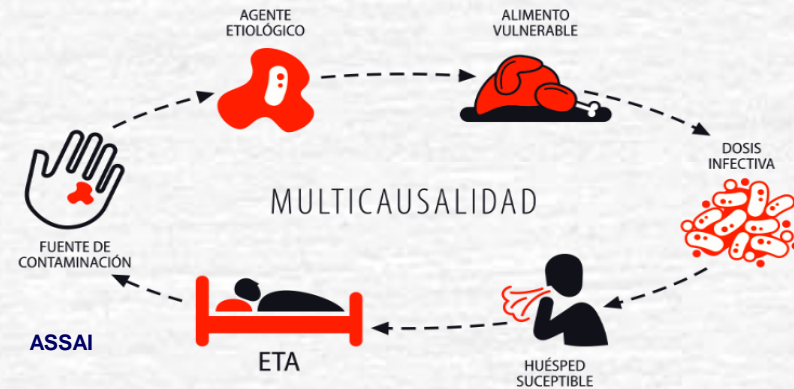 AGENTE
ETIOLÓGICO
ALIMENTO
VULNERABLE
DOSIS
INFECTIVA
MULTICAUSALIDAD
FUENTE DE
CONTAMINACIÓN
ASSAI
ETA
HUÉSPED
SUCEPTIBLE